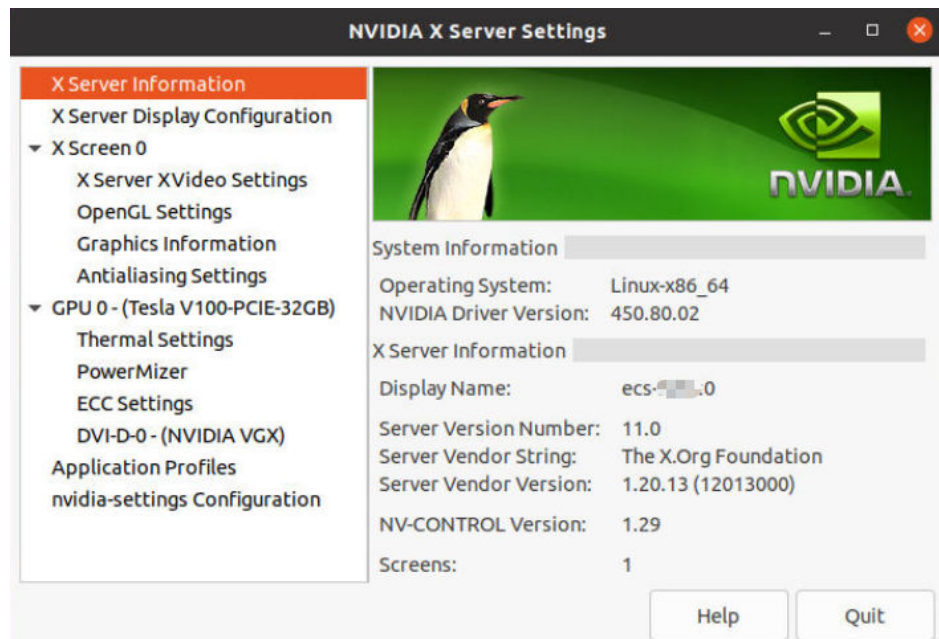 NVIDIA X Server Settings
X Server Information
X Server Display Configuration
X Screen 0
X Server XVideo Settings
OpenGL Settings
Graphics Information
Antialiasing Settings
GPU 0 - (Tesla V100-PCIE-32GB)
Thermal Settings
PowerMizer
ECC Settings
DVI-D-0 - (NVIDIA VGX)
Application Profiles
nvidia-settings Configuration
NVIDIA.
System Information
Operating System: Linux-x86_64
NVIDIA Driver Version: 450.80.02
X Server Information
Display Name: ecs- :0
Server Version Number: 11.0
Server Vendor String: The X.Org Foundation
Server Vendor Version: 1.20.13 (12013000)
NV-CONTROL Version: 1.29
Screens: 1
Help Quit